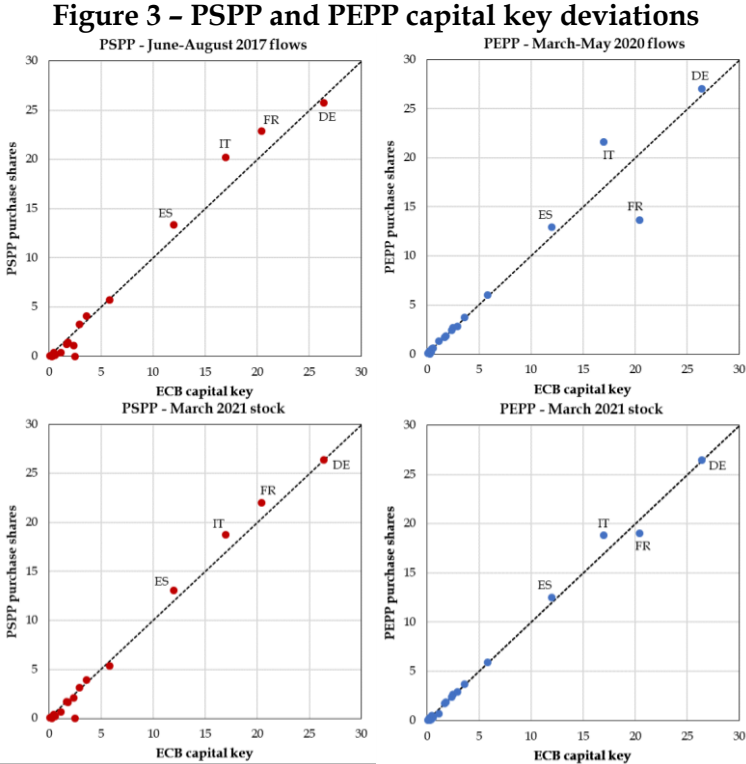 Figure 3 – PSPP and PEPP capital key deviations
PSPP - June-August 2017 flows
30
25
20
15
10
5
0
0 5 10 15 20 25 30
PSPP purchase shares
ECB capital key
ES
IT
FR
DE
PEPP - March-May 2020 flows
30
25
20
15
10
5
0
0 5 10 15 20 25 30
PEPP purchase shares
ECB capital key
ES
IT
FR
DE
PSPP - March 2021 stock
30
25
20
15
10
5
0
0 5 10 15 20 25 30
PSPP purchase shares
ECB capital key
ES
IT
FR
DE
PEPP - March 2021 stock
30
25
20
15
10
5
0
0 5 10 15 20 25 30
PEPP purchase shares
ECB capital key
ES
IT
FR
DE